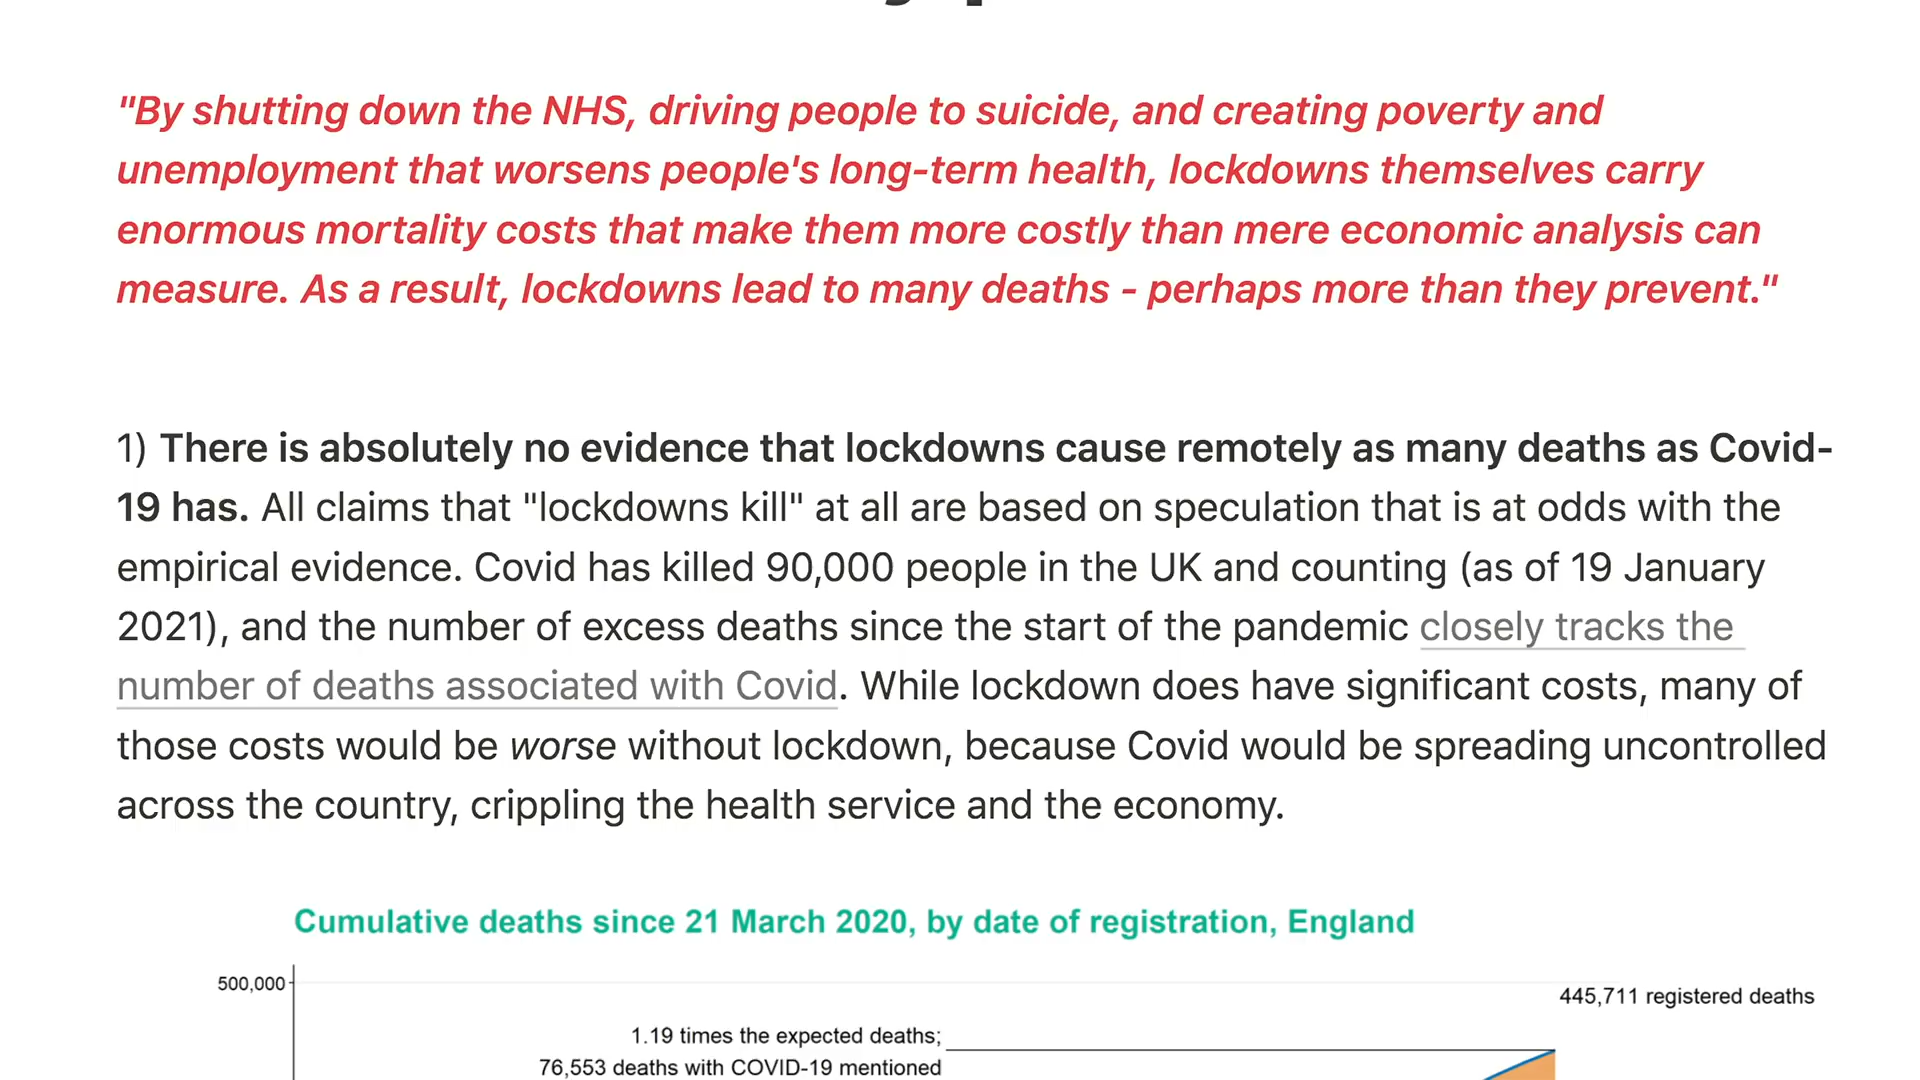 "By shutting down the NHS, driving people to suicide, and creating poverty and
unemployment that worsens people's long-term health, lockdowns themselves carry
enormous mortality costs that make them more costly than mere economic analysis can
measure. As a result, lockdowns lead to many deaths - perhaps more than they prevent."
1) There is absolutely no evidence that lockdowns cause remotely as many deaths as Covid-
19 has. All claims that "lockdowns kill" at all are based on speculation that is at odds with the
empirical evidence. Covid has killed 90,000 people in the UK and counting (as of 19 January
2021), and the number of excess deaths since the start of the pandemic closely tracks the
number of deaths associated with Covid. While lockdown does have significant costs, many of
those costs would be worse without lockdown, because Covid would be spreading uncontrolled
across the country, crippling the health service and the economy.
Cumulative deaths since 21 March 2020, by date of registration, England
500,000
445,711 registered deaths
1.19 times the expected deaths;
76,553 deaths with COVID-19 mentioned